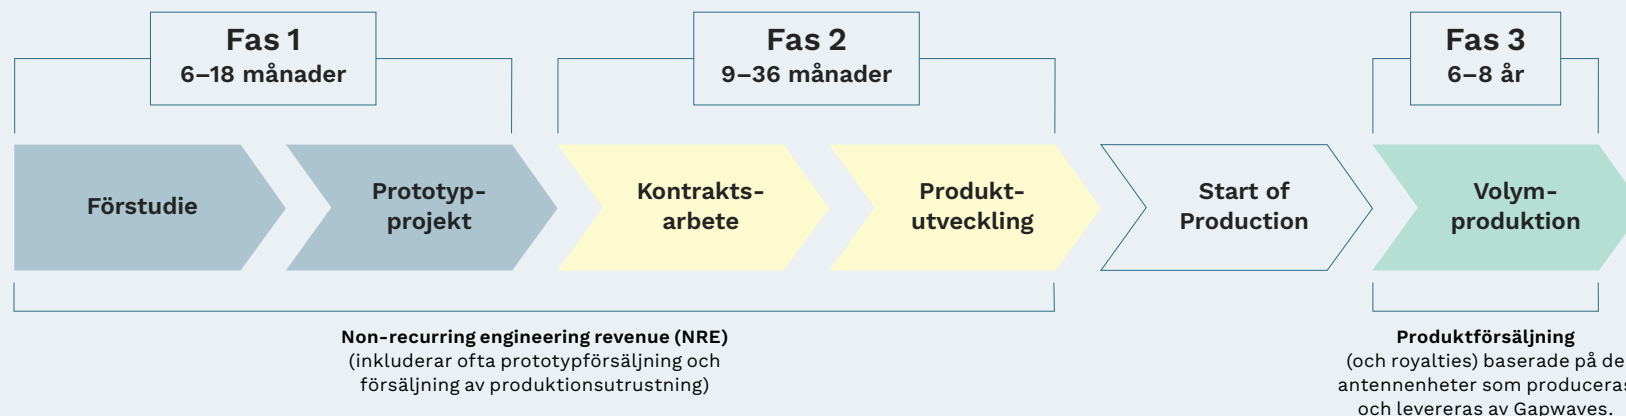 Fas 1
6–18 månader
Fas 2
9–36 månader
Fas 3
6–8 år
Förstudie
Prototyp-
projekt
Kontrakts-
arbete
Produkt-
utveckling
Start of
Production
Volym-
produktion
Non-recurring engineering revenue (NRE)
(inkluderar ofta prototypförsäljning och
försäljning av produktionsutrustning)
Produktförsäljning
(och royalties) baserade på de
antennenheter som produceras
och levereras av Gapwaves.